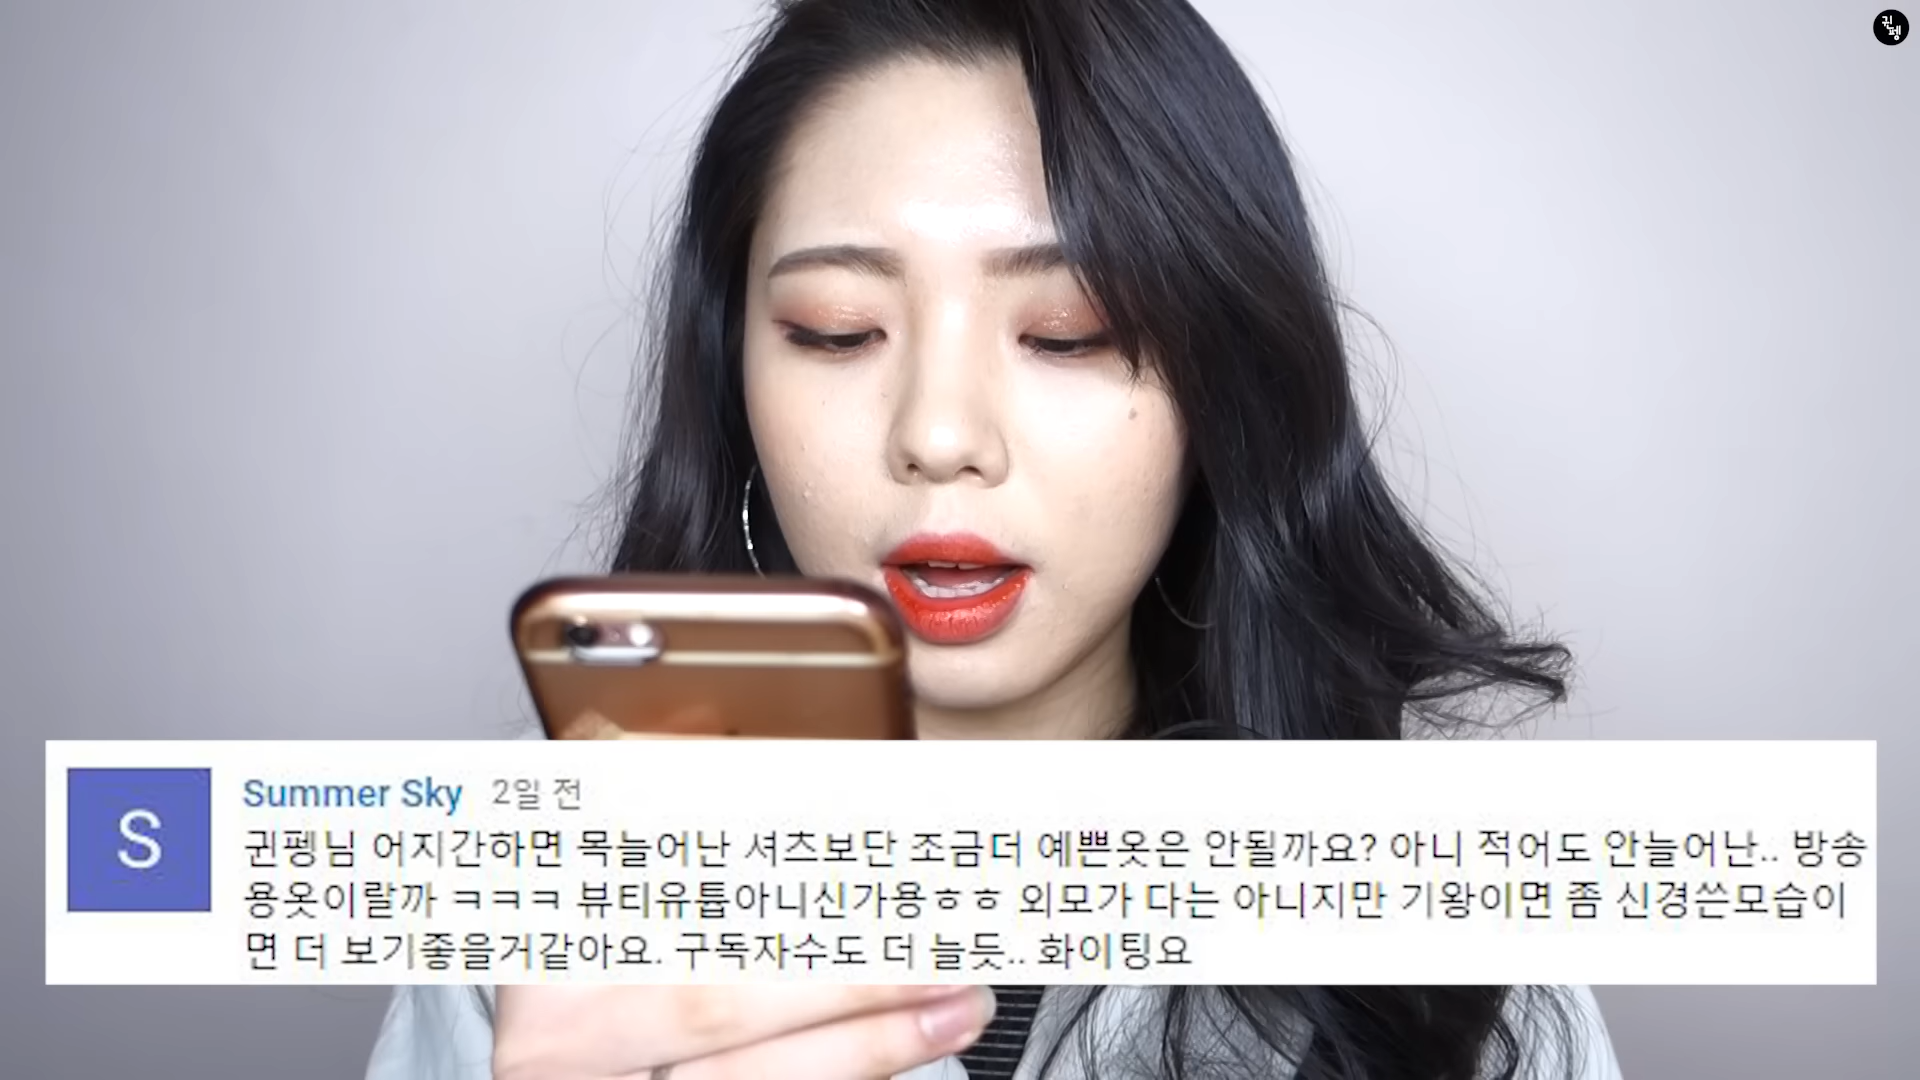 퀸
펭
S
Summer Sky 2일 전
퀸펭님 어지간하면 목늘어난 셔츠보단 조금더 예쁜옷은 안될까요? 아니 적어도 안늘어난.. 방송
용옷이랄까 ㅋㅋㅋ 뷰티유튭아니신가용ㅎㅎ 외모가 다는 아니지만 기왕이면 좀 신경쓴모습이
면 더 보기좋을거같아요. 구독자수도 더 늘듯.. 화이팅요